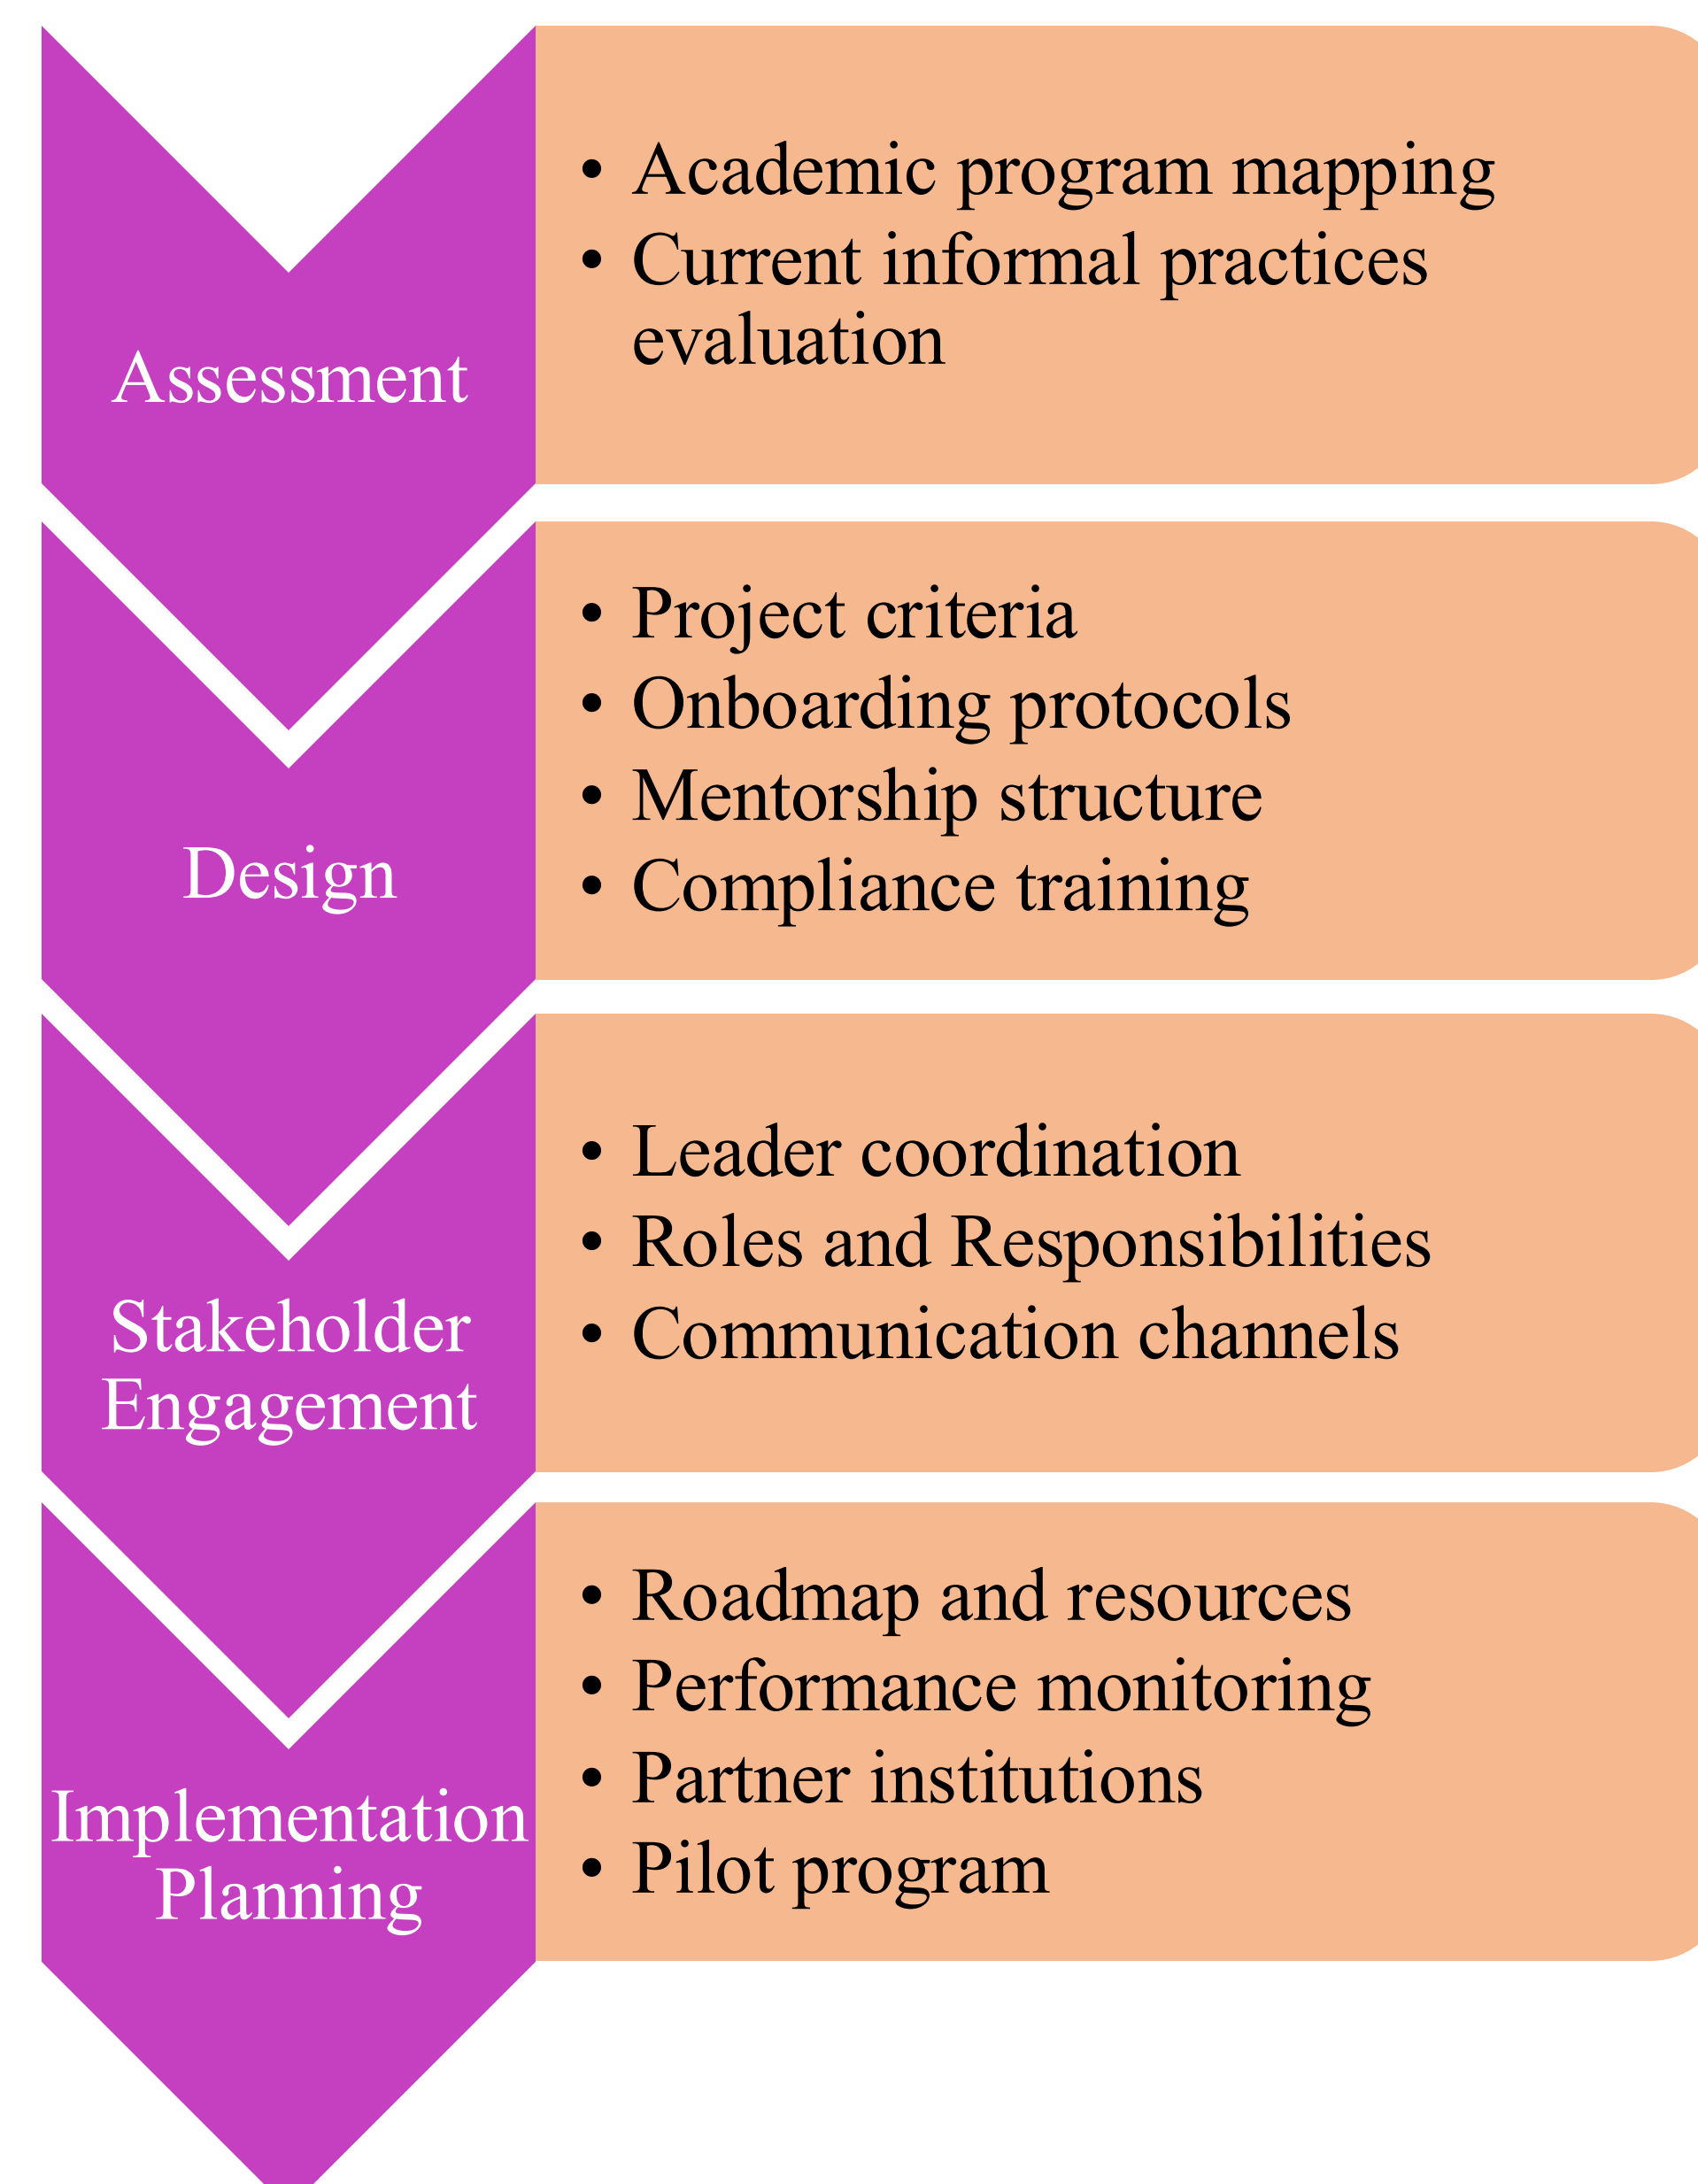 Assessment
• Academic program mapping
• Current informal practices
evaluation
Design
• Project criteria
• Onboarding protocols
• Mentorship structure
• Compliance training
Stakeholder
Engagement
• Leader coordination
• Roles and Responsibilities
• Communication channels
Implementation
Planning
• Roadmap and resources
• Performance monitoring
• Partner institutions
• Pilot program